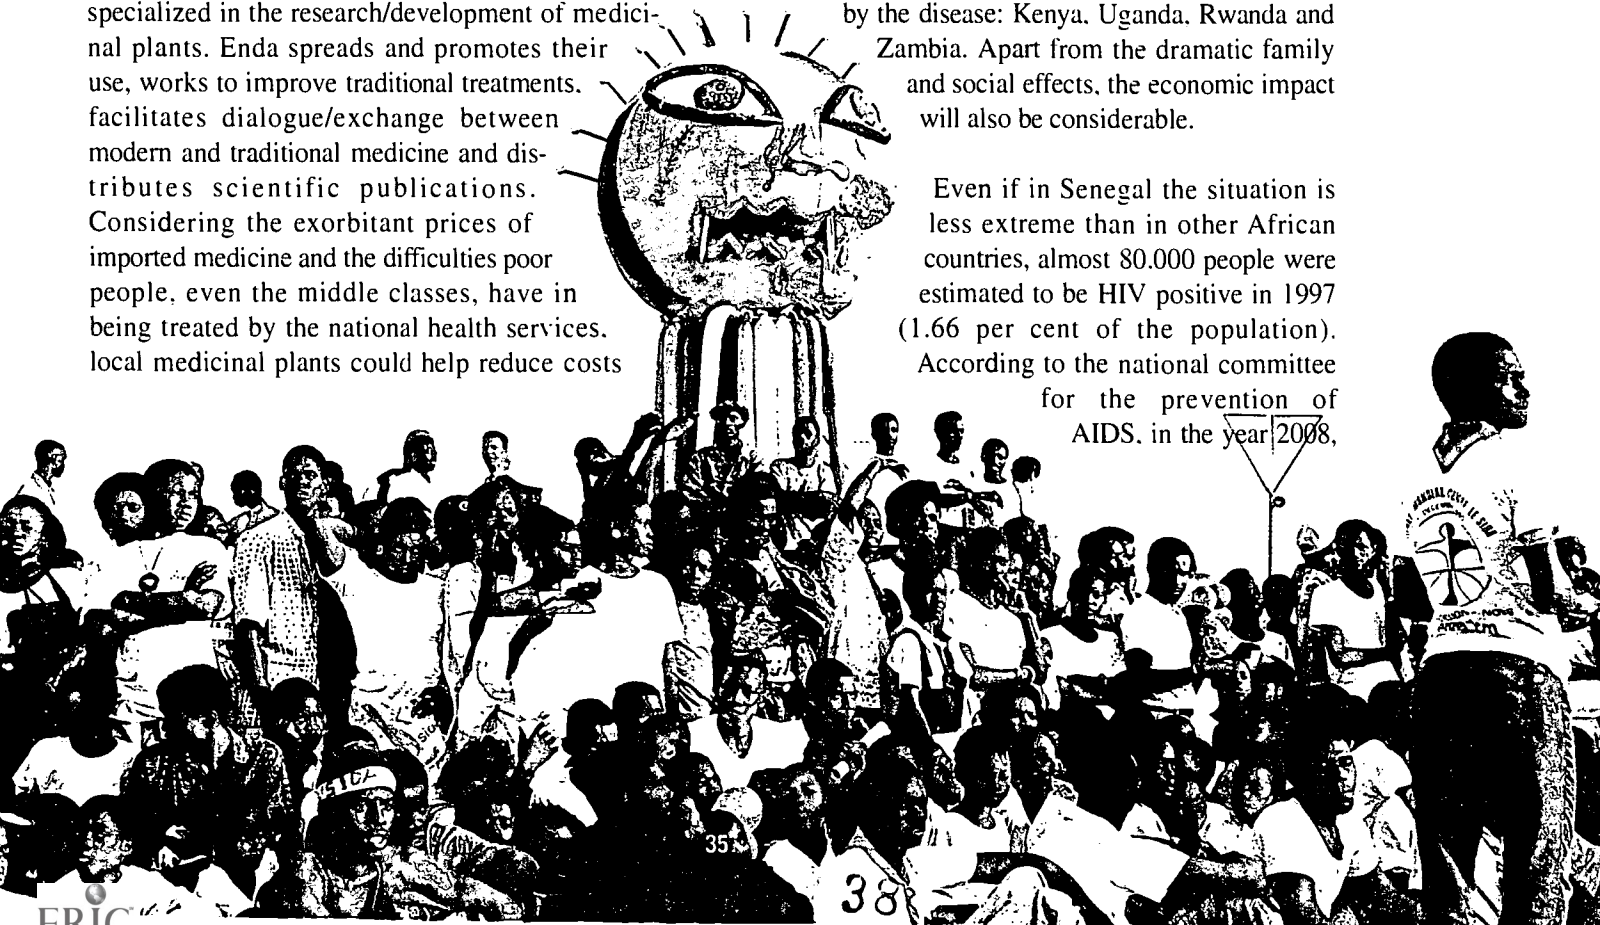 specialized in the research/development of medici-
nal plants. Enda spreads and promotes their
use, works to improve traditional treatments.
facilitates dialogue/exchange between
modern and traditional medicine and dis-
tributes scientific publications.
Considering the exorbitant prices of
imported medicine and the difficulties poor
people, even the middle classes, have in
being treated by the national health services.
local medicinal plants could help reduce costs
by the disease: Kenya, Uganda, Rwanda and
Zambia. Apart from the dramatic family
and social effects, the economic impact
will also be considerable.
Even if in Senegal the situation is
less extreme than in other African
countries, almost 80.000 people were
estimated to be HIV positive in 1997
(1.66 per cent of the population).
According to the national committee
for the prevention of
AIDS. in the year 2008,
35
38
ERIC